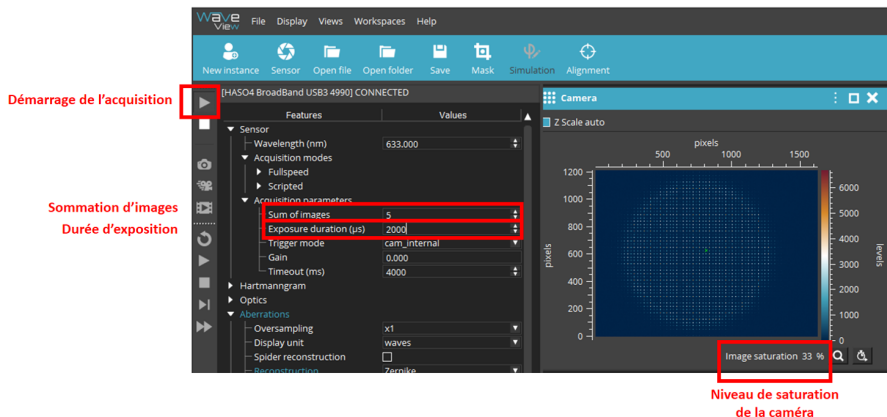 Wave
View
File Display Views Workspaces Help
New instance Sensor Open file Open folder Save Mask Simulation Alignment
Démarrage de l'acquisition
[HASO4 BroadBand USB3 4990] CONNECTED
Features Values
Sensor
Wavelength (nm) 633.000
Acquisition modes
Fullspeed
Scripted
Acquisition parameters
Sommation d'images
Sum of images 5
Durée d'exposition
Exposure duration (µs) 2000
Trigger mode cam_internal
Gain 0.000
Timeout (ms) 4000
Hartmanngram
Optics
Aberrations
Oversampling x1
Display unit waves
Spider reconstruction
Reconstruction Zernike
Camera
Z Scale auto
pixels
500 1000 1500
1200
1000
800
600
400
200
0
pixels
6000
5000
4000
3000
2000
1000
0
levels
Image saturation 33 %
Niveau de saturation
de la caméra